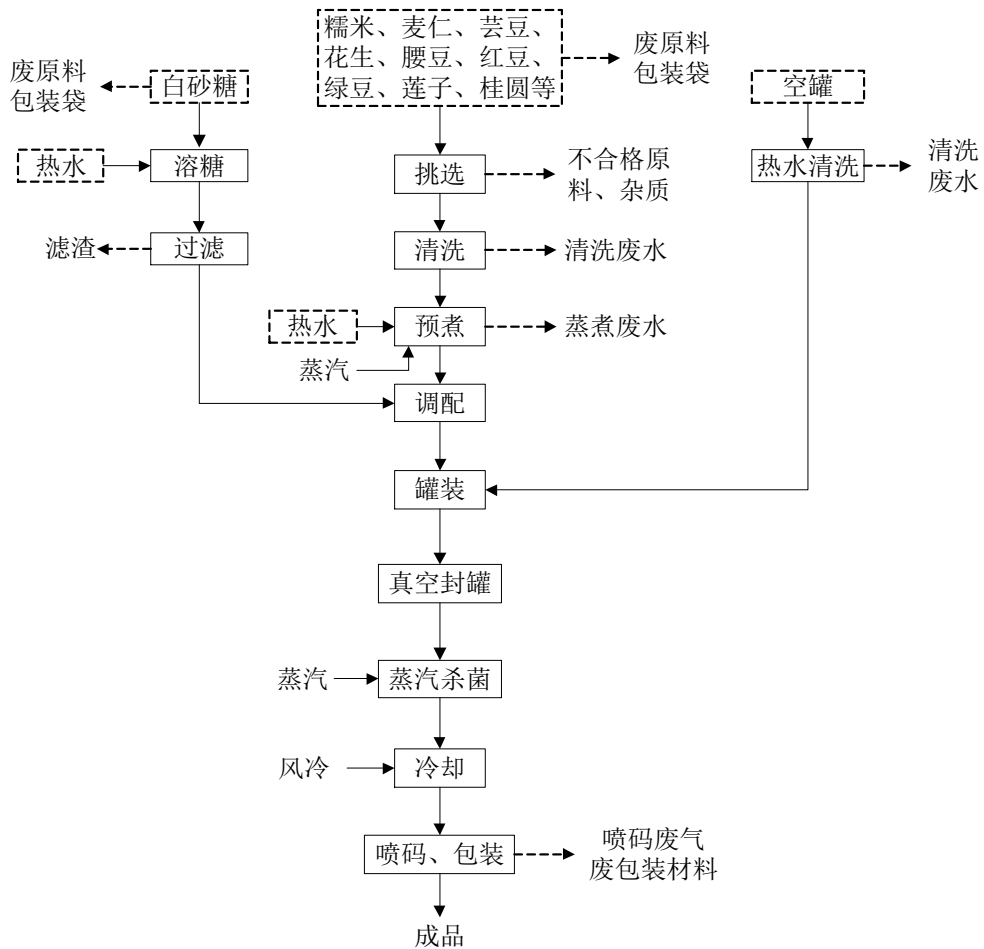 糯米、麦仁、芸豆、
花生、腰豆、红豆、
绿豆、莲子、桂圆等
废原料
包装袋
废原料
包装袋
白砂糖
空罐
热水
溶糖
挑选
不合格原
料、杂质
热水清洗
清洗
废水
滤渣
过滤
清洗
清洗废水
热水
预煮
蒸煮废水
蒸汽
调配
罐装
真空封罐
蒸汽
蒸汽杀菌
风冷
冷却
喷码、包装
喷码废气
废包装材料
成品